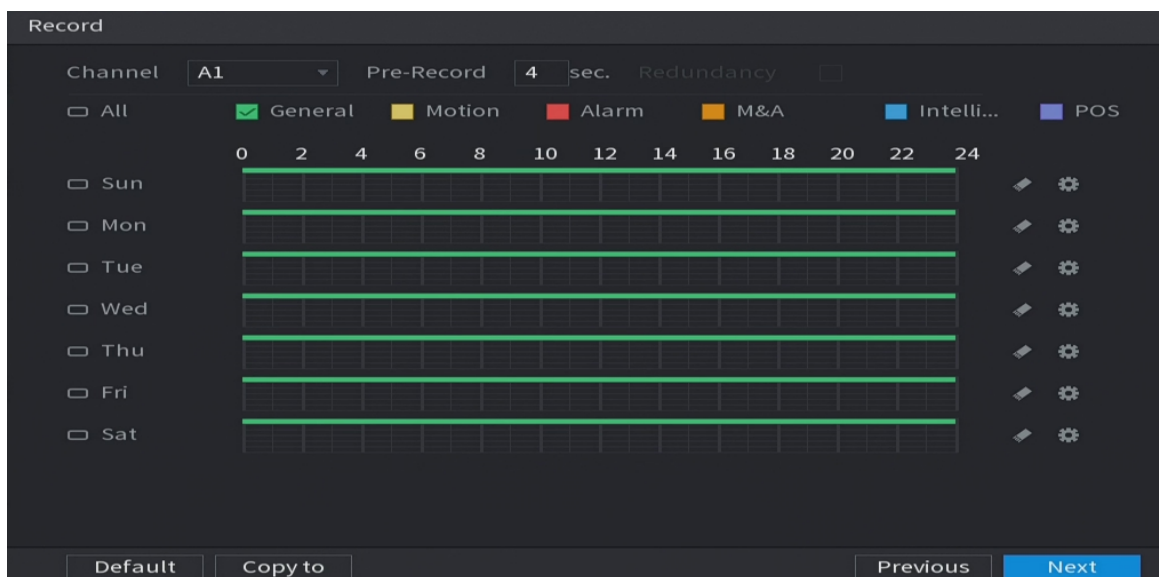 Record
Channel A1 Pre-Record 4 sec. Redundancy
All General Motion Alarm M&A Intelli... POS
0 2 4 6 8 10 12 14 16 18 20 22 24
Sun
Mon
Tue
Wed
Thu
Fri
Sat
Default Copy to Previous Next